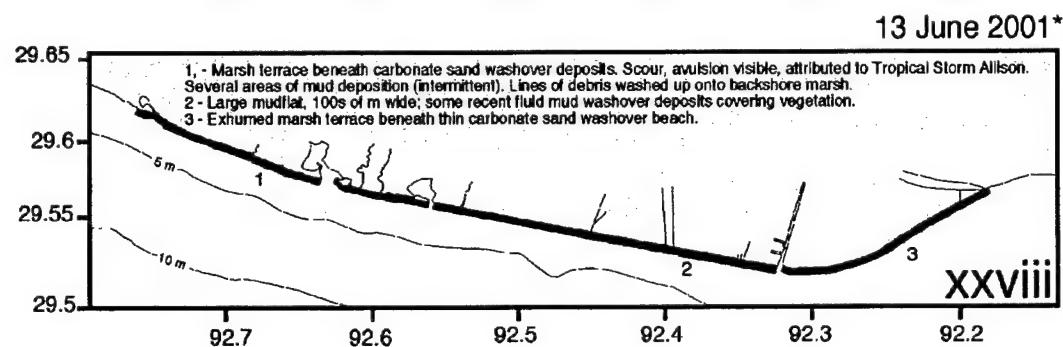 13 June 2001*
29.65
1, - Marsh terrace beneath carbonate sand washover deposits. Scour, avulsion visible, attributed to Tropical Storm Allison.
Several areas of mud deposition (intermittent). Lines of debris washed up onto backshore marsh.
2 - Large mudflat, 100s of m wide; some recent fluid mud washover deposits covering vegetation.
3 - Exhumed marsh terrace beneath thin carbonate sand washover beach.
29.6
5 m
1
29.55
2
3
10 m
xxviii
29.5
92.7 92.6 92.5 92.4 92.3 92.2